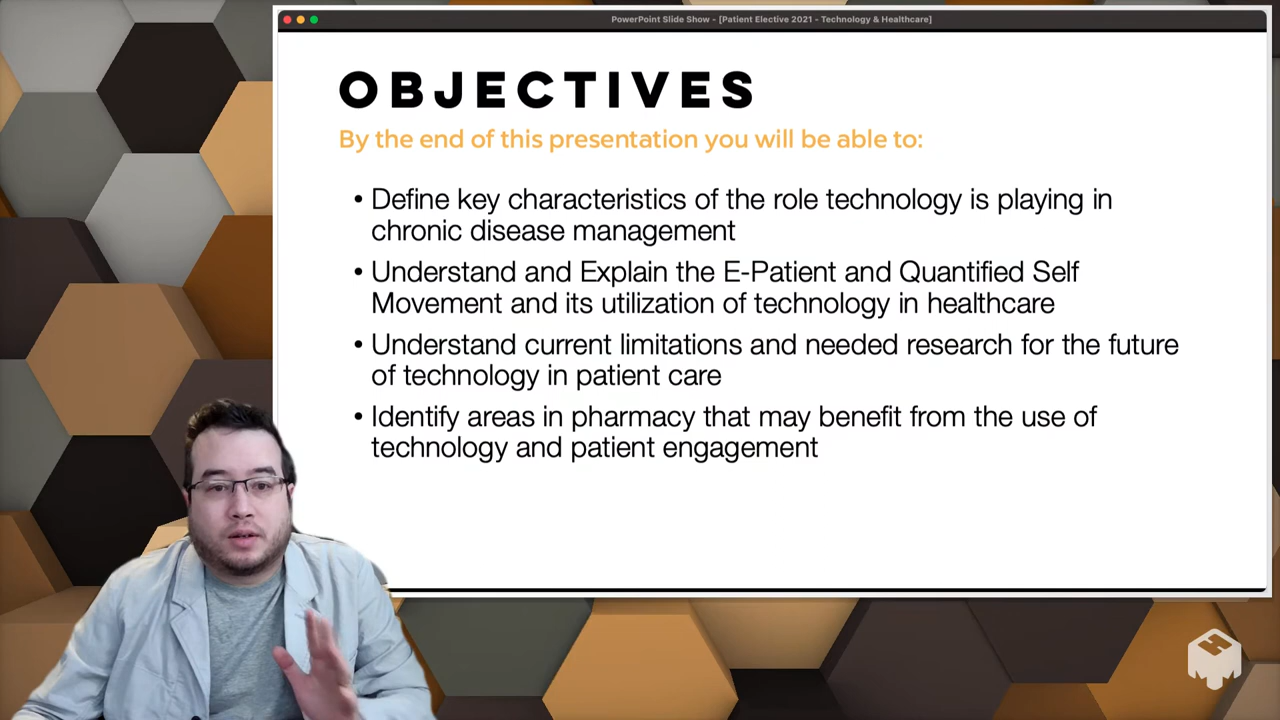 PowerPoint Slide Show - [Patient Elective 2021 - Technology & Healthcare]
OBJECTIVES
By the end of this presentation you will be able to:
• Define key characteristics of the role technology is playing in
chronic disease management
• Understand and Explain the E-Patient and Quantified Self
Movement and its utilization of technology in healthcare
• Understand current limitations and needed research for the future
of technology in patient care
• Identify areas in pharmacy that may benefit from the use of
technology and patient engagement